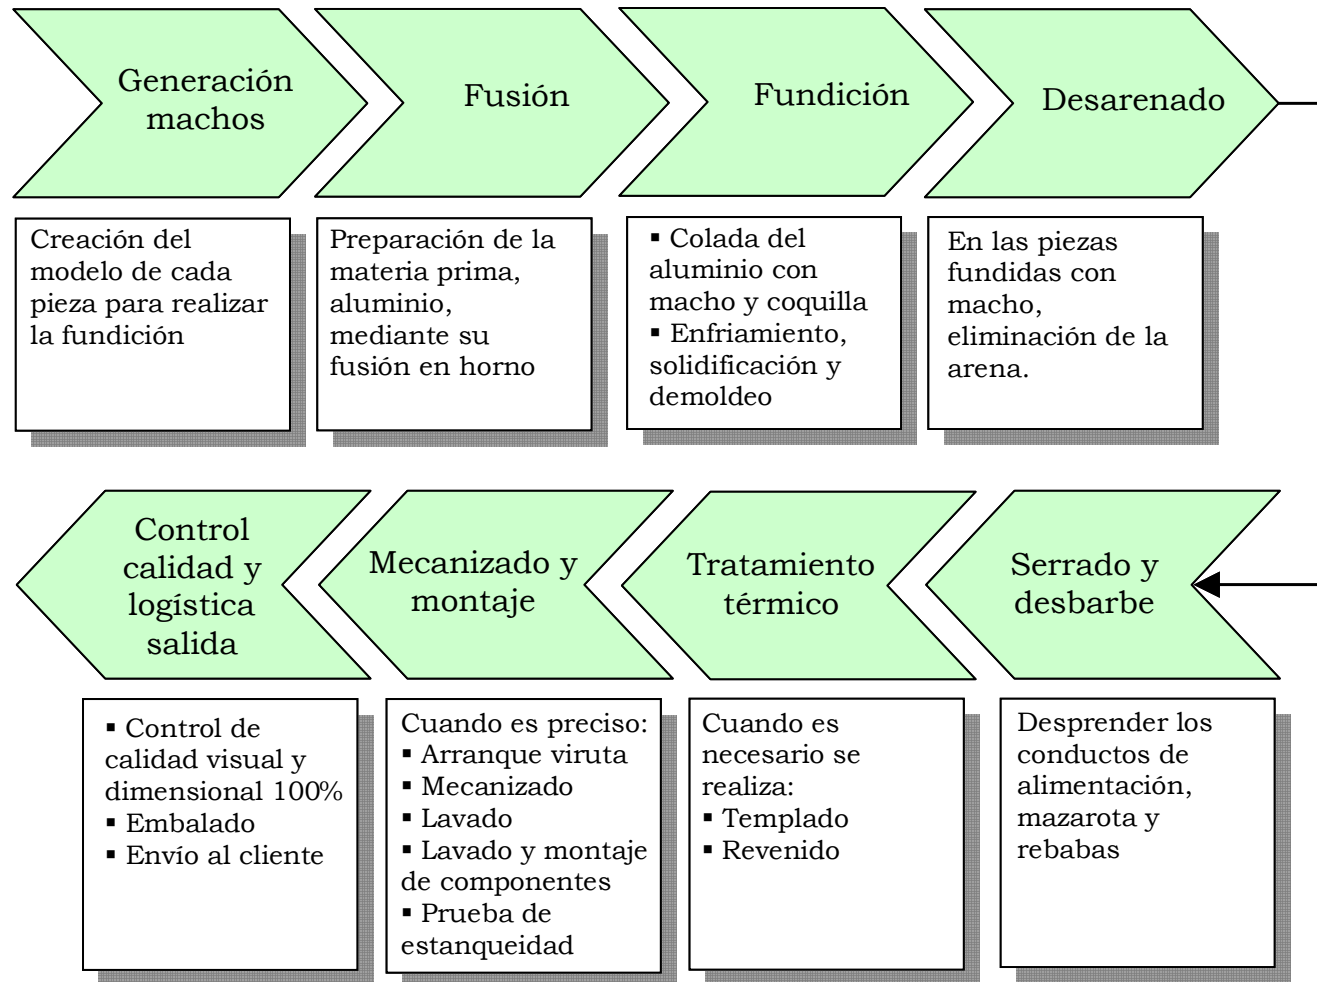 Generación
machos
Fusión
Fundición
Desarenado
Creación del
modelo de cada
pieza para realizar
la fundición
Preparación de la
materia prima,
aluminio,
mediante su
fusión en horno
▪ Colada del
aluminio con
macho y coquilla
▪ Enfriamiento,
solidificación y
demoldeo
En las piezas
fundidas con
macho,
eliminación de la
arena.
Control
calidad y
logística
salida
Mecanizado y
montaje
Tratamiento
térmico
Serrado y
desbarbe
▪ Control de
calidad visual y
dimensional 100%
▪ Embalado
▪ Envío al cliente
Cuando es preciso:
▪ Arranque viruta
▪ Mecanizado
▪ Lavado
▪ Lavado y montaje
de componentes
▪ Prueba de
estanqueidad
Cuando es
necesario se
realiza:
▪ Templado
▪ Revenido
Desprender los
conductos de
alimentación,
mazarota y
rebabas